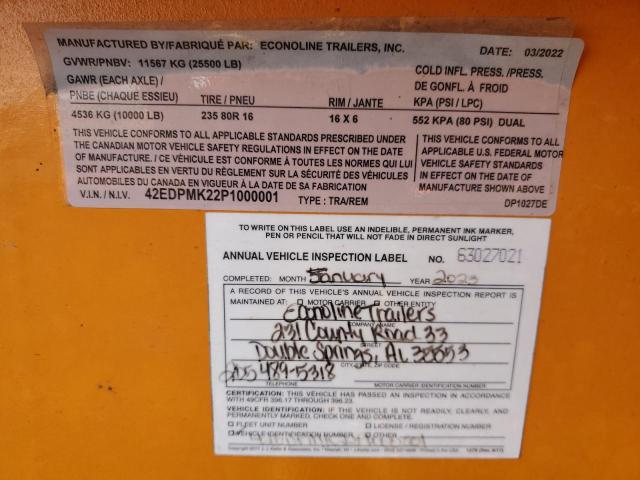 MANUFACTURED BY/FABRIQUÉ PAR: ECONOLINE TRAILERS, INC. DATE: 03/2022
GVWR/PNBV: 11567 KG (25500 LB)
GAWR (EACH AXLE) / COLD INFL. PRESS./PRESS.
PNBE (CHAQUE ESSIEU) TIRE / PNEU RIM / JANTE DE GONFL. À FROID
KPA (PSI / LPC)
4536 KG (10000 LB) 235 80R 16 16 X 6 552 KPA (80 PSI) DUAL
THIS VEHICLE CONFORMS TO ALL APPLICABLE STANDARDS PRESCRIBED UNDER
THE CANADIAN MOTOR VEHICLE SAFETY REGULATIONS IN EFFECT ON THE DATE
OF MANUFACTURE. / CE VÉHICULE EST CONFORME À TOUTES LES NORMES QUI LUI
SONT APPLICABLES EN VERTU DU RÈGLEMENT SUR LA SÉCURITÉ DES VÉHICLES
AUTOMOBILES DU CANADA EN VIGUEUR À LA DATE DE SA FABRICATION
THIS VEHICLE CONFORMS TO ALL
APPLICABLE U.S. FEDERAL MOTOR
VEHICLE SAFETY STANDARDS IN
EFFECT ON THE DATE OF
MANUFACTURE SHOWN ABOVE
V.I.N. / N.I.V. 42EDPMK22P1000001 TYPE : TRA/REM DP1027DE
TO WRITE ON THIS LABEL USE AN INDELIBLE, PERMANENT INK MARKER,
PEN OR PENCIL THAT WILL NOT FADE IN DIRECT SUNLIGHT
ANNUAL VEHICLE INSPECTION LABEL NO. 63027021
COMPLETED: MONTH January YEAR 2023
A RECORD OF THIS VEHICLE'S ANNUAL VEHICLE INSPECTION REPORT IS
MAINTAINED AT: MOTOR CARRIER OTHER ENTITY
Econoline Trailers
COMPANY NAME
231 County Road 33
STREET
Double Springs, AL 35553
CITY, STATE, ZIP CODE
205 489-5318
TELEPHONE MOTOR CARRIER IDENTIFICATION NUMBER
CERTIFICATION: THIS VEHICLE HAS PASSED AN INSPECTION IN ACCORDANCE
WITH 49CFR 396.17 THROUGH 396.23.
VEHICLE IDENTIFICATION: IF THE VEHICLE IS NOT READILY, CLEARLY, AND
PERMANENTLY MARKED, THIS BLOCK MUST BE COMPLETED.
FLEET UNIT NUMBER LICENSE / REGISTRATION NUMBER
VEHICLE IDENTIFICATION NUMBER OTHER